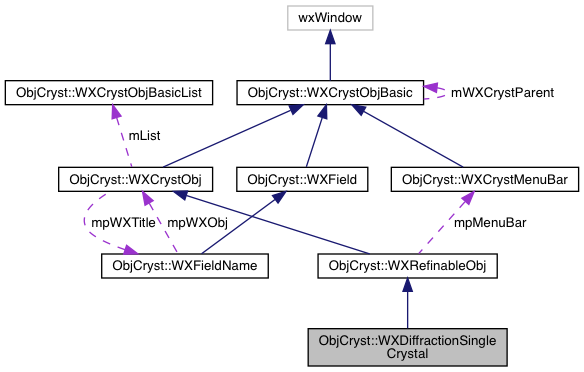 wxWindow
ObjCryst::WXCrystObjBasicList
ObjCryst::WXCrystObjBasic
mWXCrystParent
mList
ObjCryst::WXCrystObj
ObjCryst::WXField
ObjCryst::WXCrystMenuBar
mpWXTitle
mpWXObj
mpMenuBar
ObjCryst::WXFieldName
ObjCryst::WXRefinableObj
ObjCryst::WXDiffractionSingle
Crystal